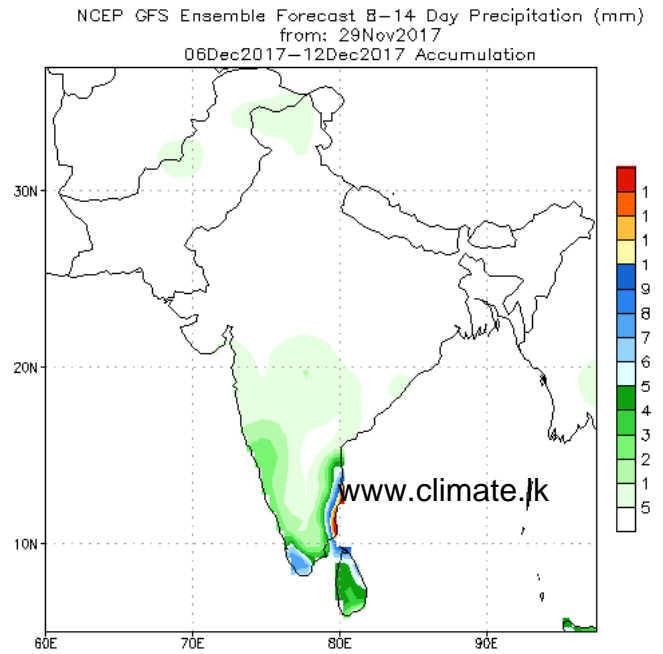 NCEP GFS Ensemble Forecast 8-14 Day Precipitation (mm)
from: 29Nov2017
06Dec2017-12Dec2017 Accumulation
30N
20N
10N
60E
70E
80E
90E
www.climate.lk
1
1
1
1
1
9
8
7
6
5
4
3
2
1
5